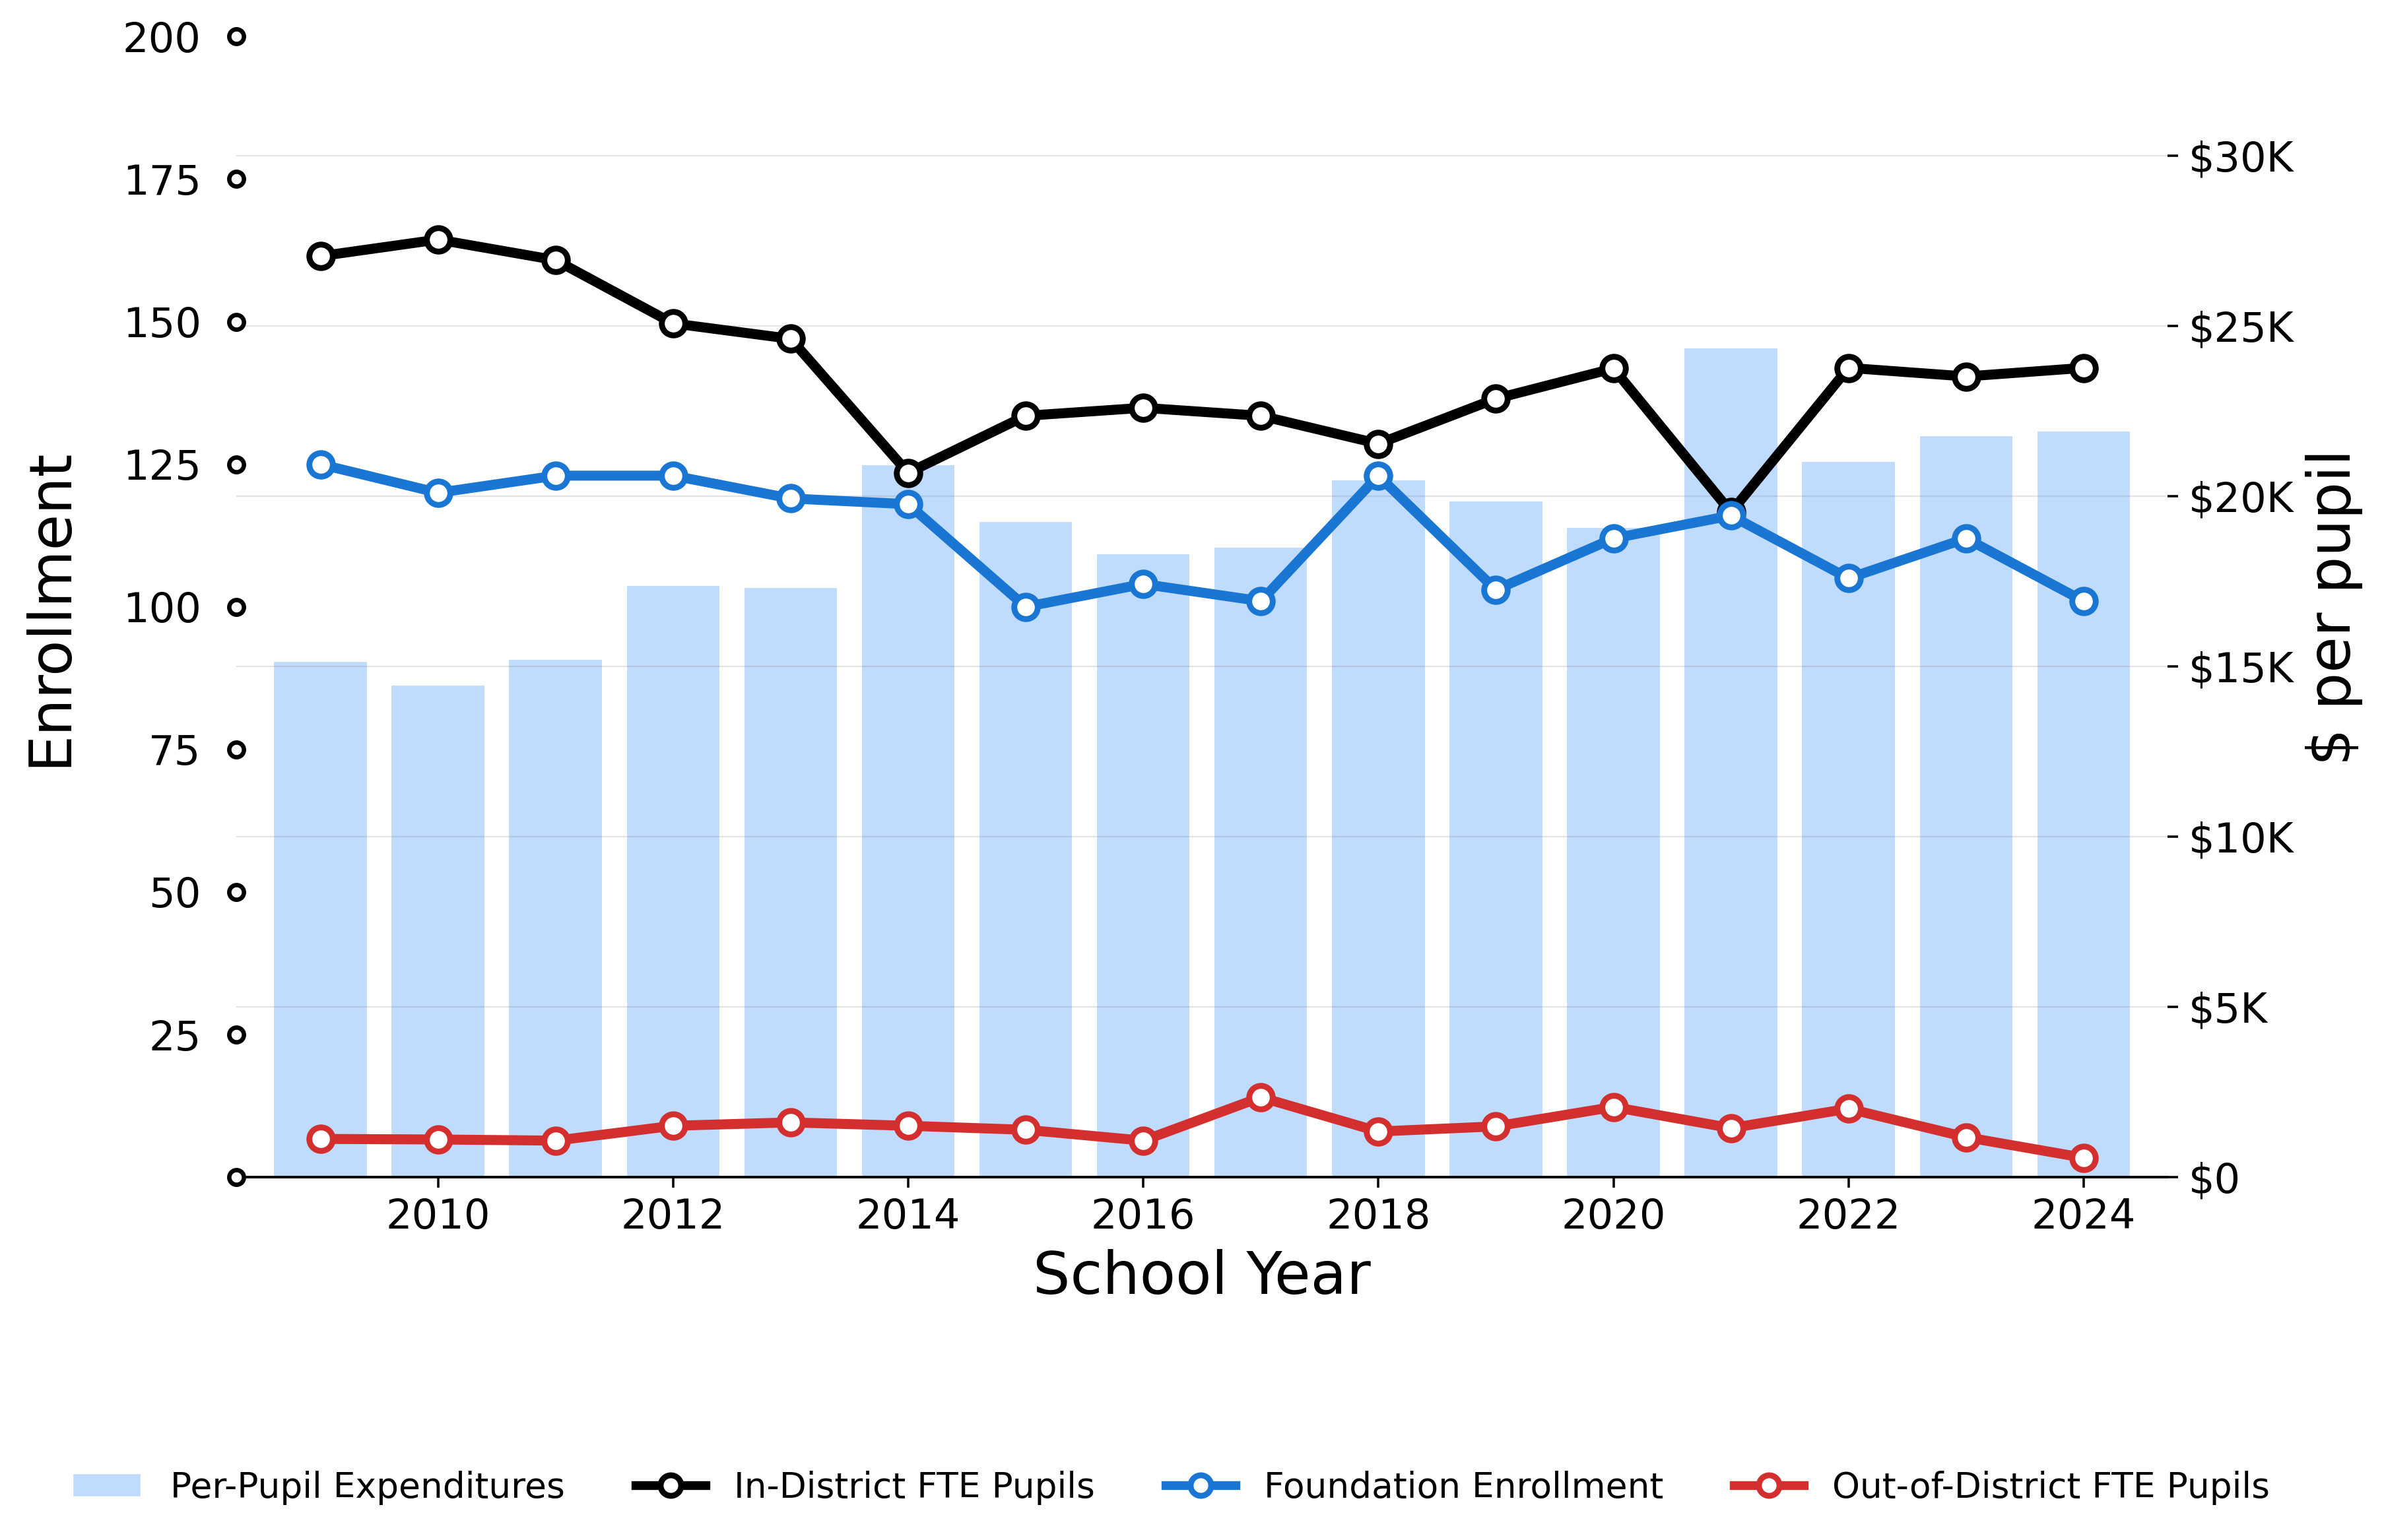 Enrollment
200
175
150
125
100
75
50
25
$30K
$25K
$20K
$15K
$10K
$5K
$0
$ per pupil
2010 2012 2014 2016 2018 2020 2022 2024
School Year
Per-Pupil Expenditures In-District FTE Pupils Foundation Enrollment Out-of-District FTE Pupils